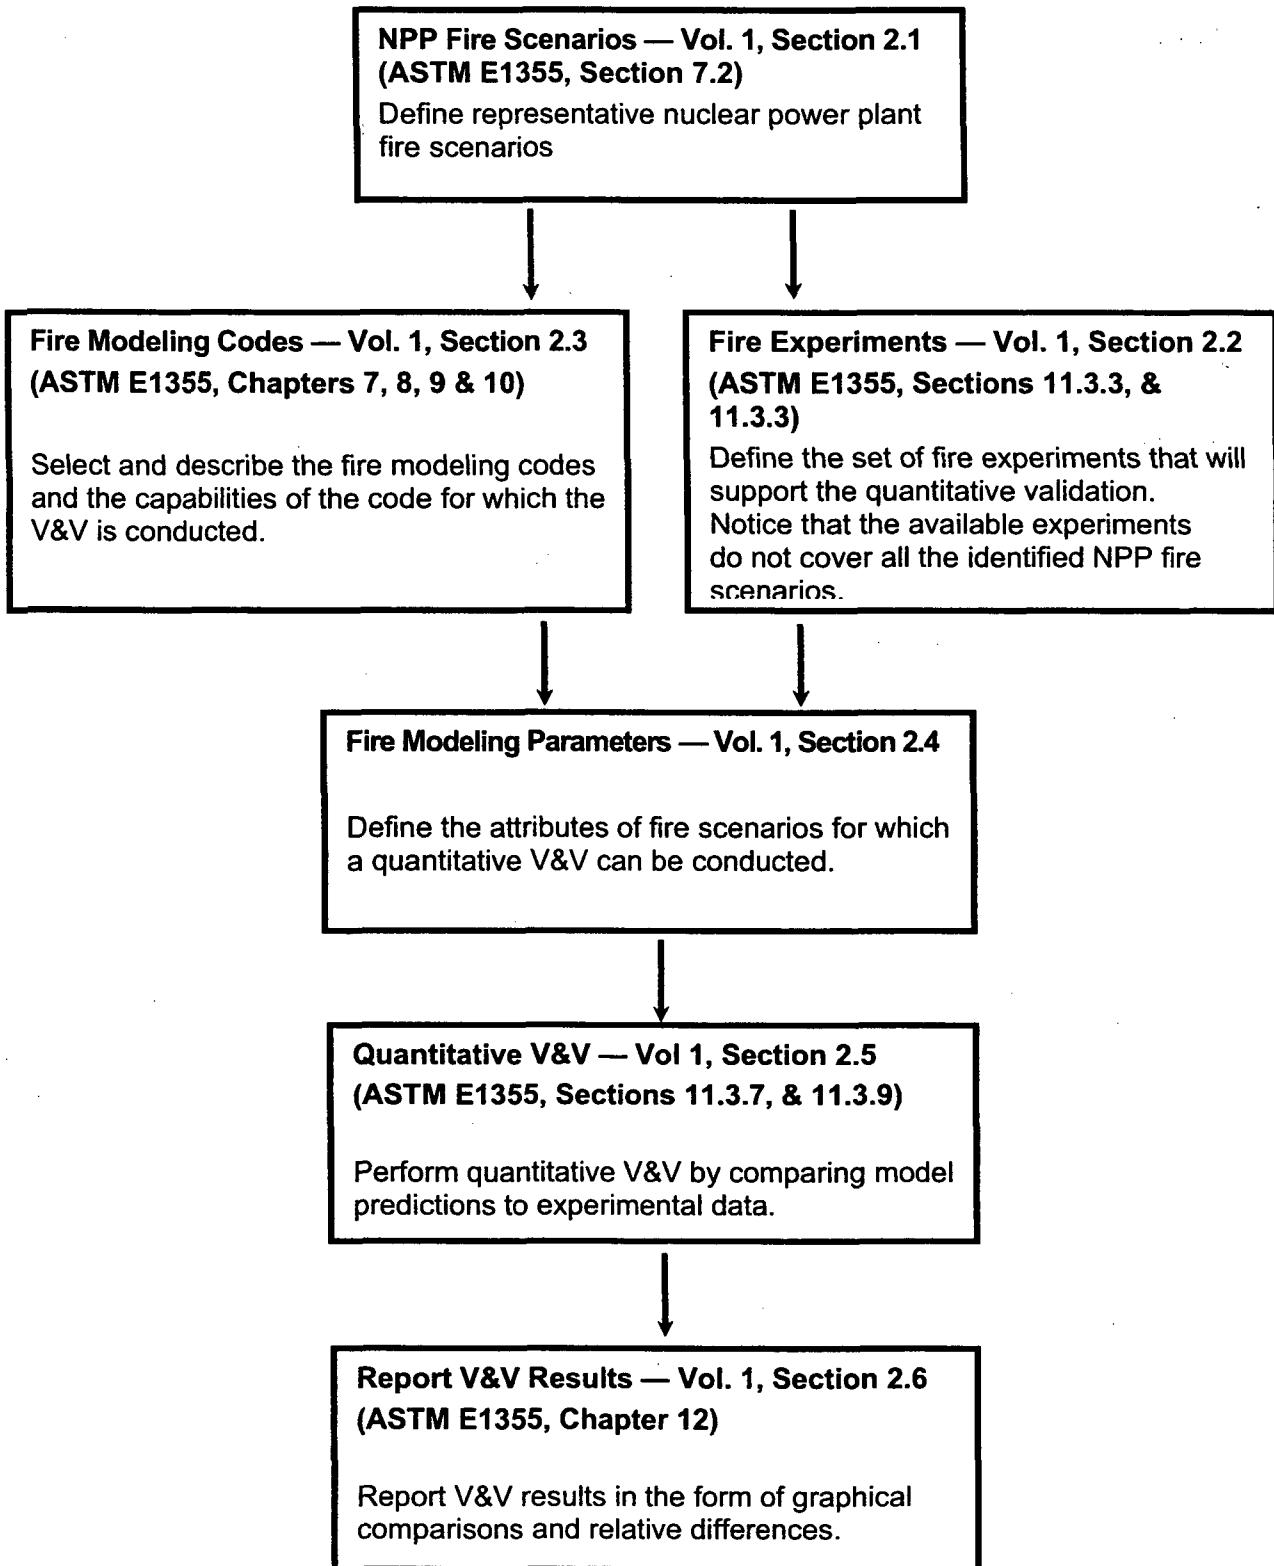 NPP Fire Scenarios — Vol. 1, Section 2.1
(ASTM E1355, Section 7.2)
Define representative nuclear power plant
fire scenarios
Fire Modeling Codes — Vol. 1, Section 2.3
(ASTM E1355, Chapters 7, 8, 9 & 10)
Select and describe the fire modeling codes
and the capabilities of the code for which the
V&V is conducted.
Fire Experiments — Vol. 1, Section 2.2
(ASTM E1355, Sections 11.3.3, &
11.3.3)
Define the set of fire experiments that will
support the quantitative validation.
Notice that the available experiments
do not cover all the identified NPP fire
scenarios.
Fire Modeling Parameters — Vol. 1, Section 2.4
Define the attributes of fire scenarios for which
a quantitative V&V can be conducted.
Quantitative V&V — Vol 1, Section 2.5
(ASTM E1355, Sections 11.3.7, & 11.3.9)
Perform quantitative V&V by comparing model
predictions to experimental data.
Report V&V Results — Vol. 1, Section 2.6
(ASTM E1355, Chapter 12)
Report V&V results in the form of graphical
comparisons and relative differences.